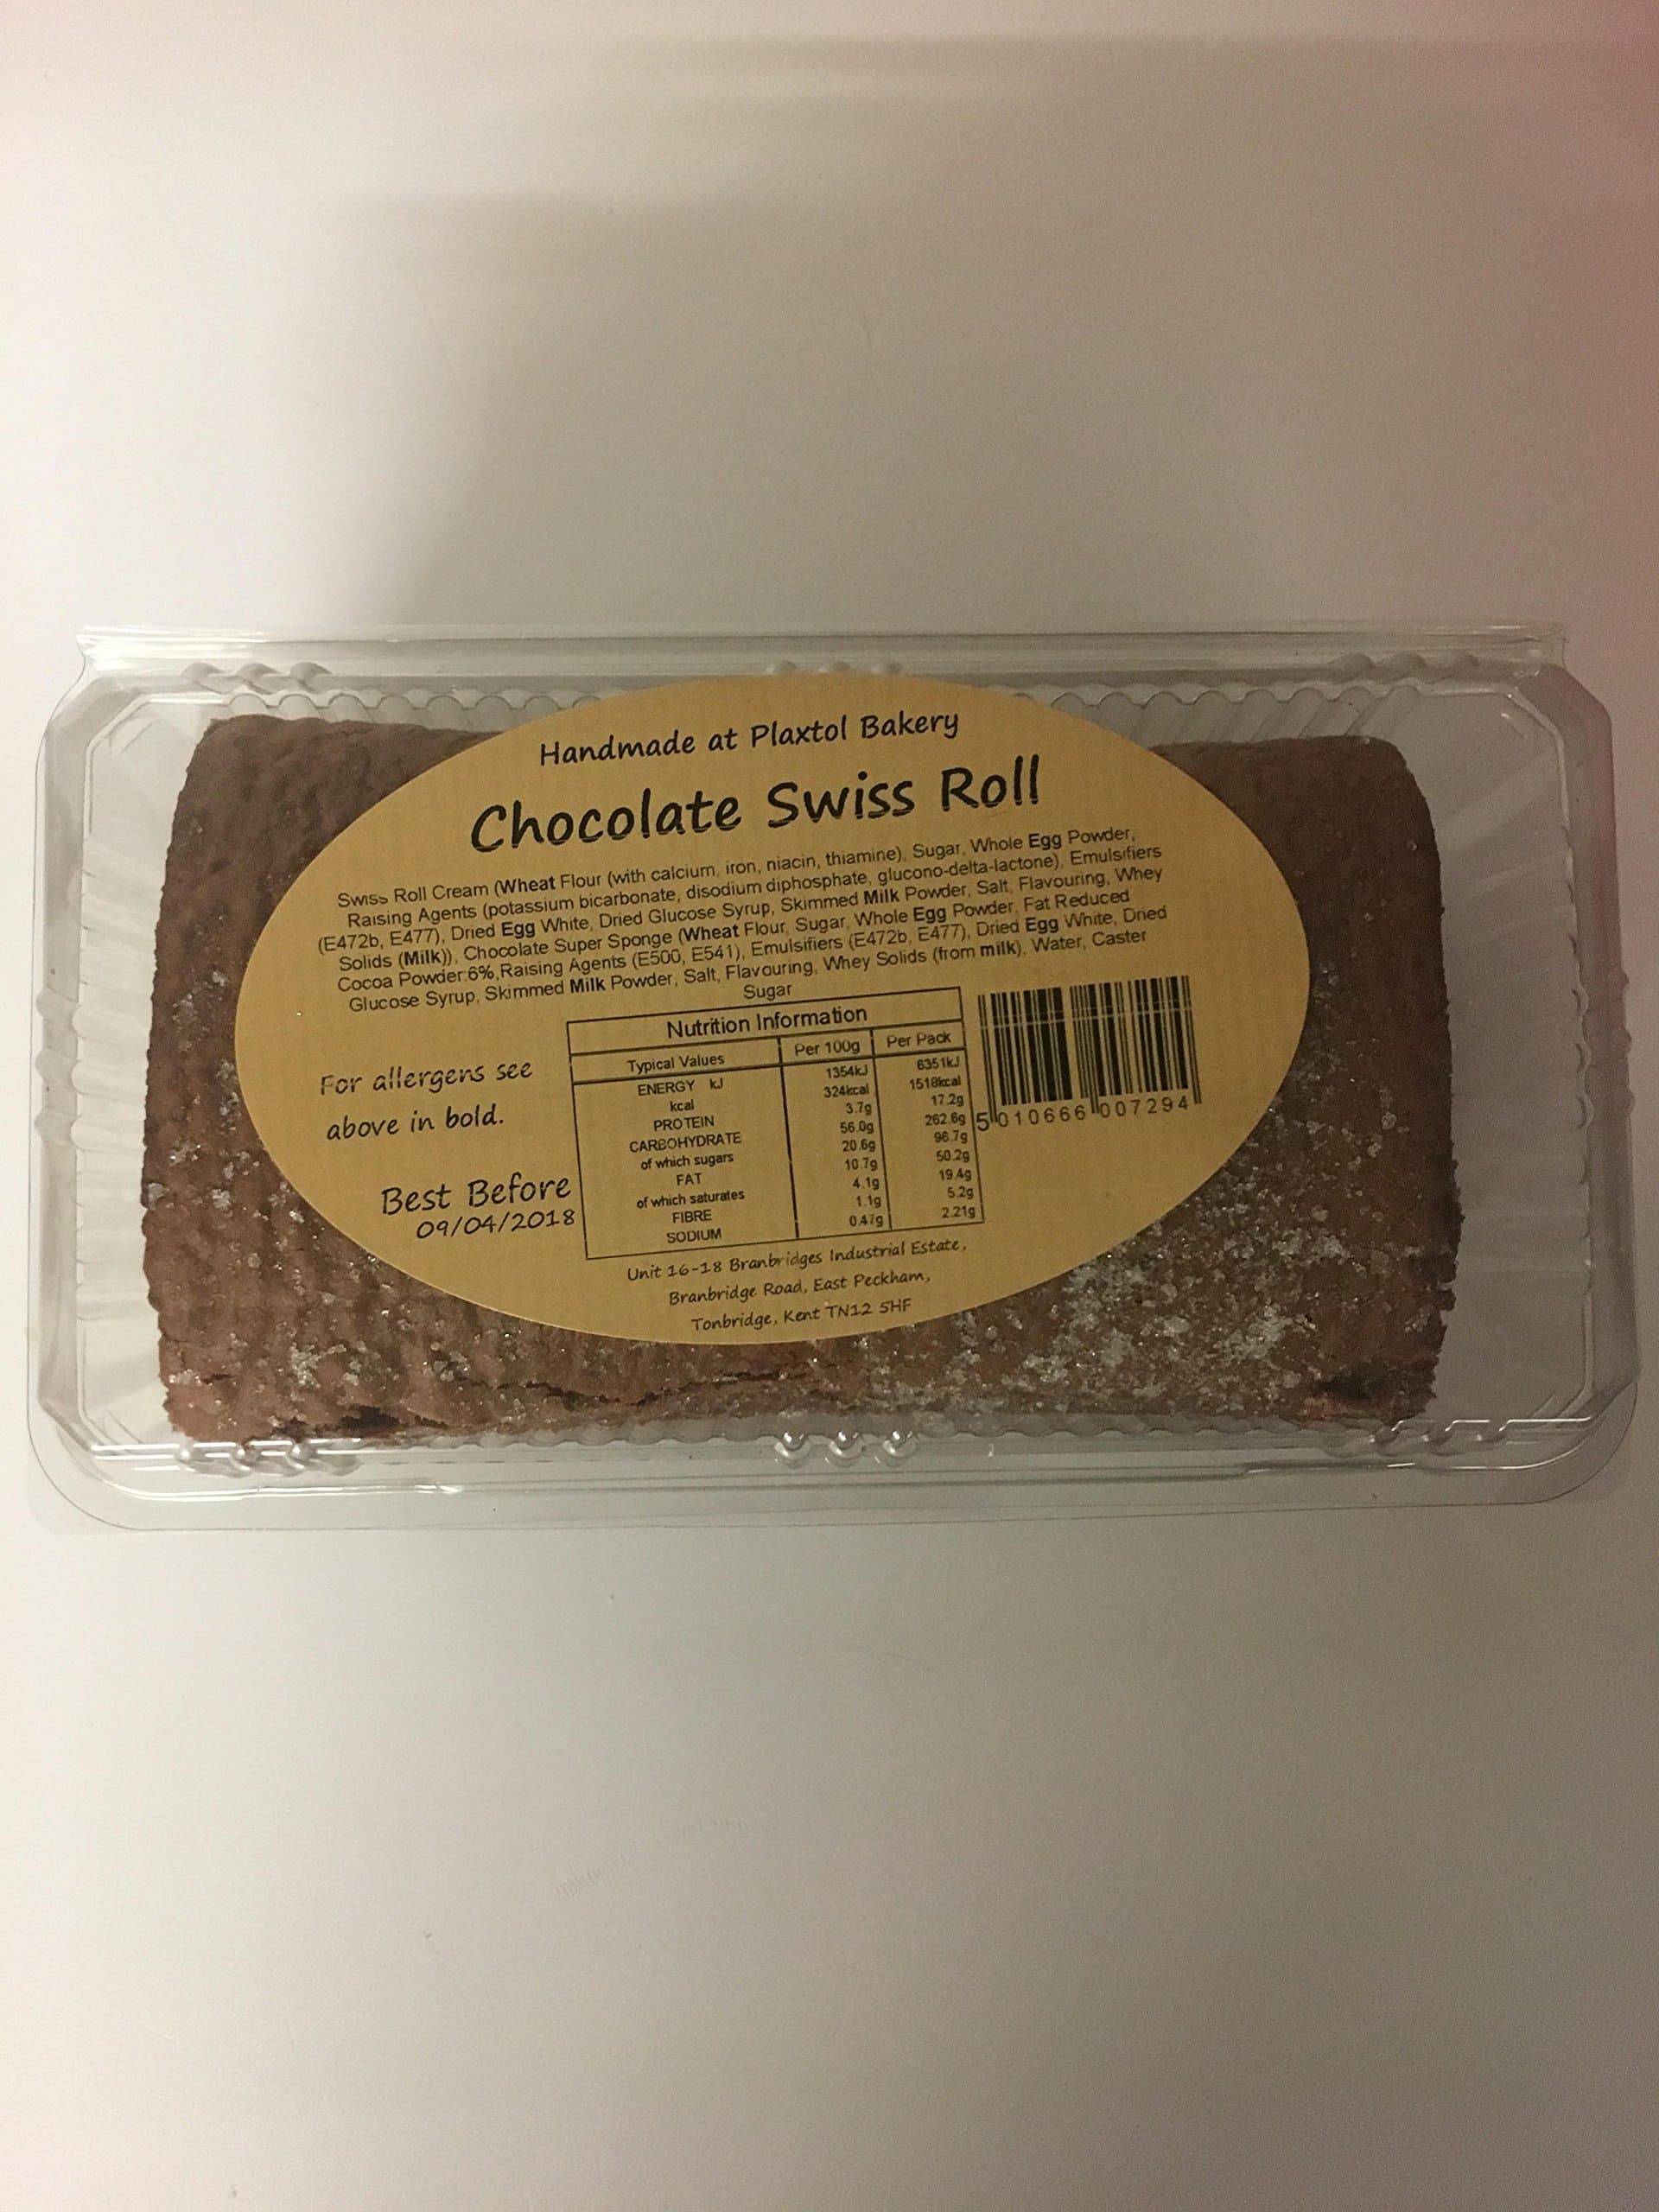 Handmade at Plaxtol Bakery
Chocolate Swiss Roll
Swiss Roll Cream (Wheat Flour (with calcium, iron, niacin, thiamine), Sugar, Whole Egg Powder,
Raising Agents (potassium bicarbonate, disodium diphosphate, glucono-delta-lactone), Emulsifiers
(E472b, E477), Dried Egg White, Dried Glucose Syrup, Skimmed Milk Powder, Salt, Flavouring, Whey
Solids (Milk)), Chocolate Super Sponge (Wheat Flour, Sugar, Whole Egg Powder, Fat Reduced
Cocoa Powder:6%,Raising Agents (E500, E541), Emulsifiers (E472b, E477), Dried Egg White, Dried
Glucose Syrup, Skimmed Milk Powder, Salt, Flavouring, Whey Solids (from milk), Water, Caster
Sugar
For allergens see
above in bold.
Best Before
09/04/2018
Nutrition Information
Typical Values Per 100g Per Pack
ENERGY kJ 1354kJ 6351kJ
kcal 324kcal 1518kcal
PROTEIN 3.7g 17.2g
CARBOHYDRATE 56.0g 262.6g
of which sugars 20.6g 96.7g
FAT 10.7g 50.2g
of which saturates 4.1g 19.4g
FIBRE 1.1g 5.2g
SODIUM 0.47g 2.21g
5 010666 007294
Unit 16-18 Branbridges Industrial Estate,
Branbridge Road, East Peckham,
Tonbridge, Kent TN12 5HF